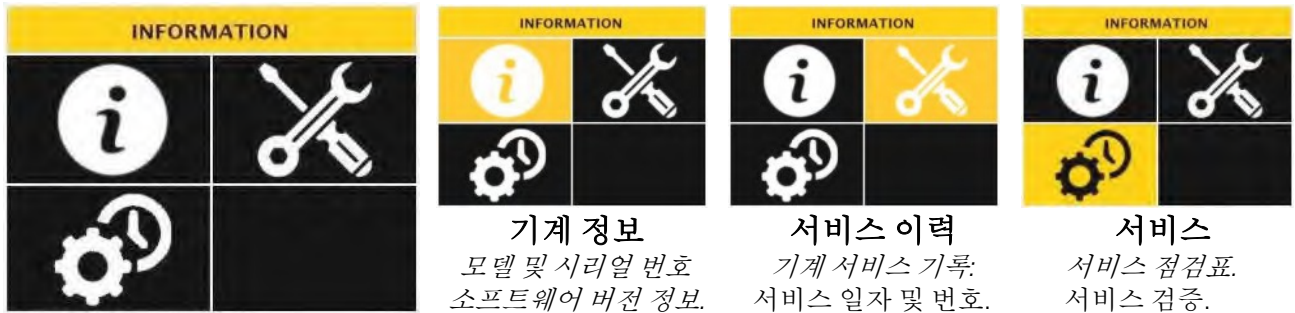 INFORMATION
INFORMATION
INFORMATION
INFORMATION
기계 정보
모델 및 시리얼 번호
소프트웨어 버전 정보.
서비스 이력
기계 서비스 기록:
서비스 일자 및 번호.
서비스
서비스 점검표.
서비스 검증.